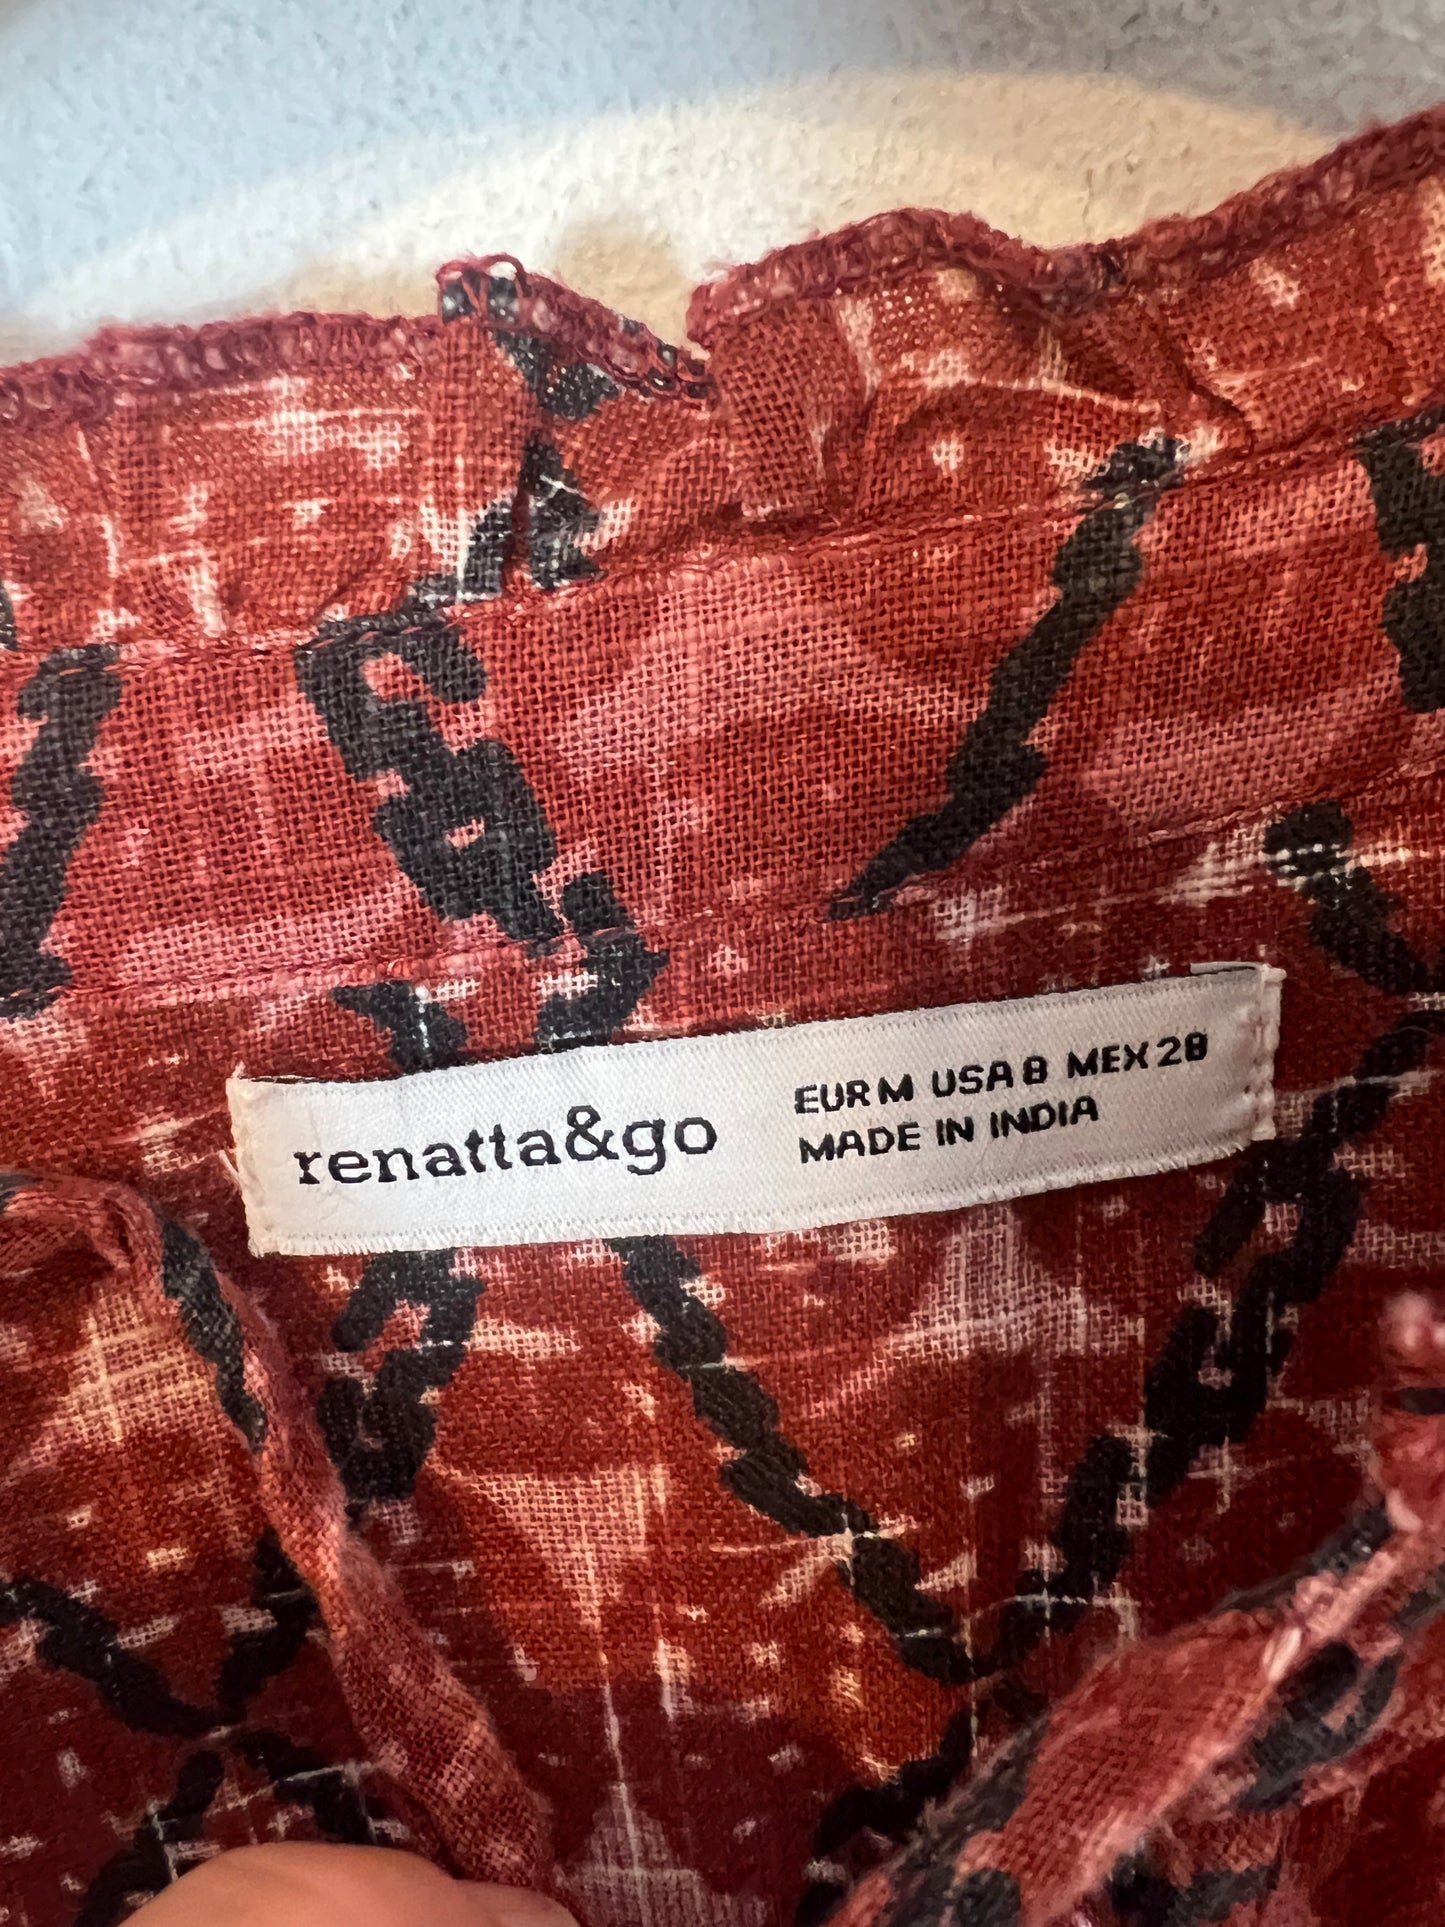 renatta&go
EUR M USA 8 MEX 28
MADE IN INDIA